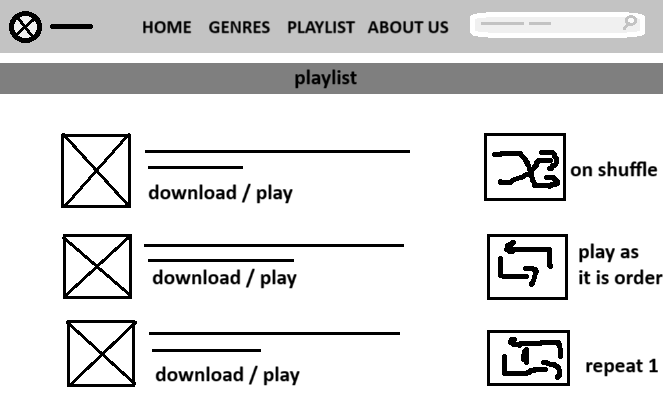 HOME GENRES PLAYLIST ABOUT US
playlist
download / play
on shuffle
download / play
play as
it is order
download / play
repeat 1